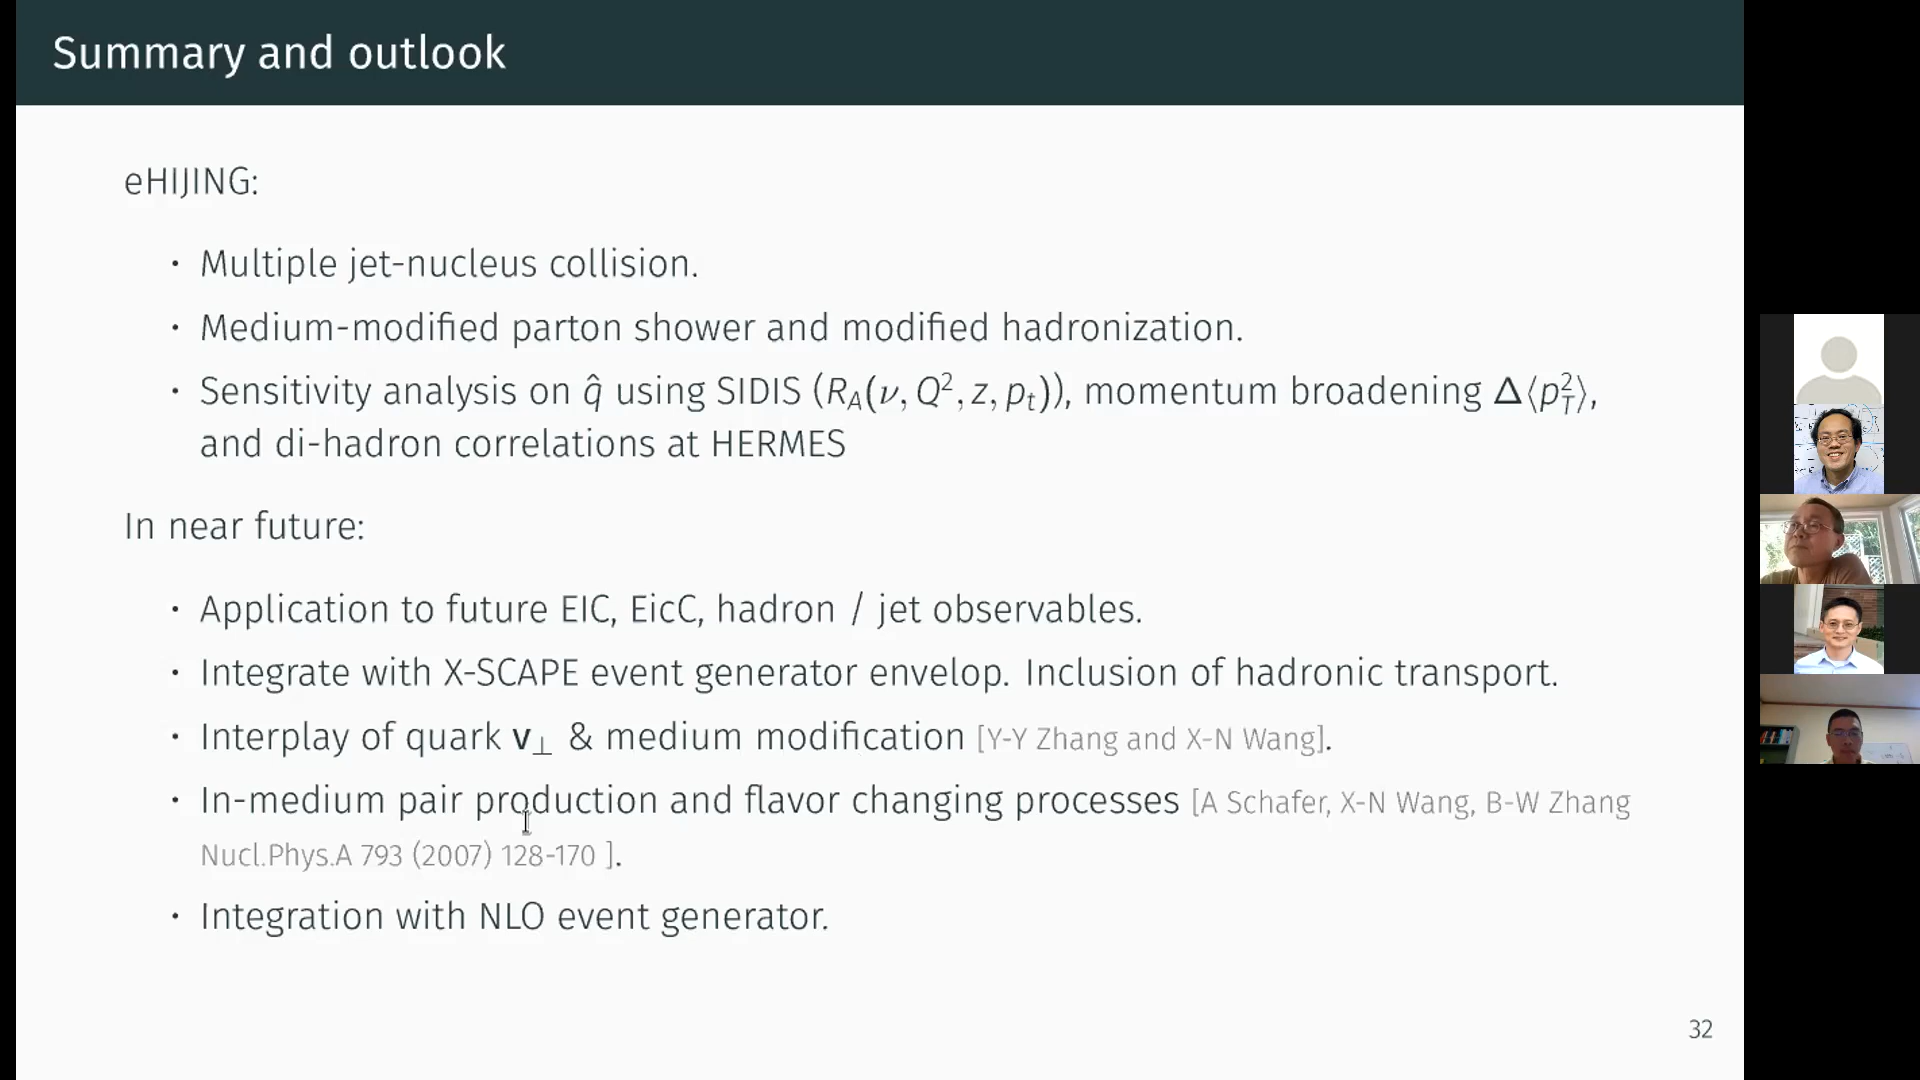 Summary and outlook
eHIJING:
• Multiple jet-nucleus collision.
• Medium-modified parton shower and modified hadronization.
• Sensitivity analysis on q̂ using SIDIS (R_A(ν, Q², z, p_t)), momentum broadening Δ⟨p_T²⟩,
and di-hadron correlations at HERMES
In near future:
• Application to future EIC, EicC, hadron / jet observables.
• Integrate with X-SCAPE event generator envelop. Inclusion of hadronic transport.
• Interplay of quark v_⊥ & medium modification [Y-Y Zhang and X-N Wang].
• In-medium pair production and flavor changing processes [A Schafer, X-N Wang, B-W Zhang
Nucl.Phys.A 793 (2007) 128-170 ].
• Integration with NLO event generator.
32